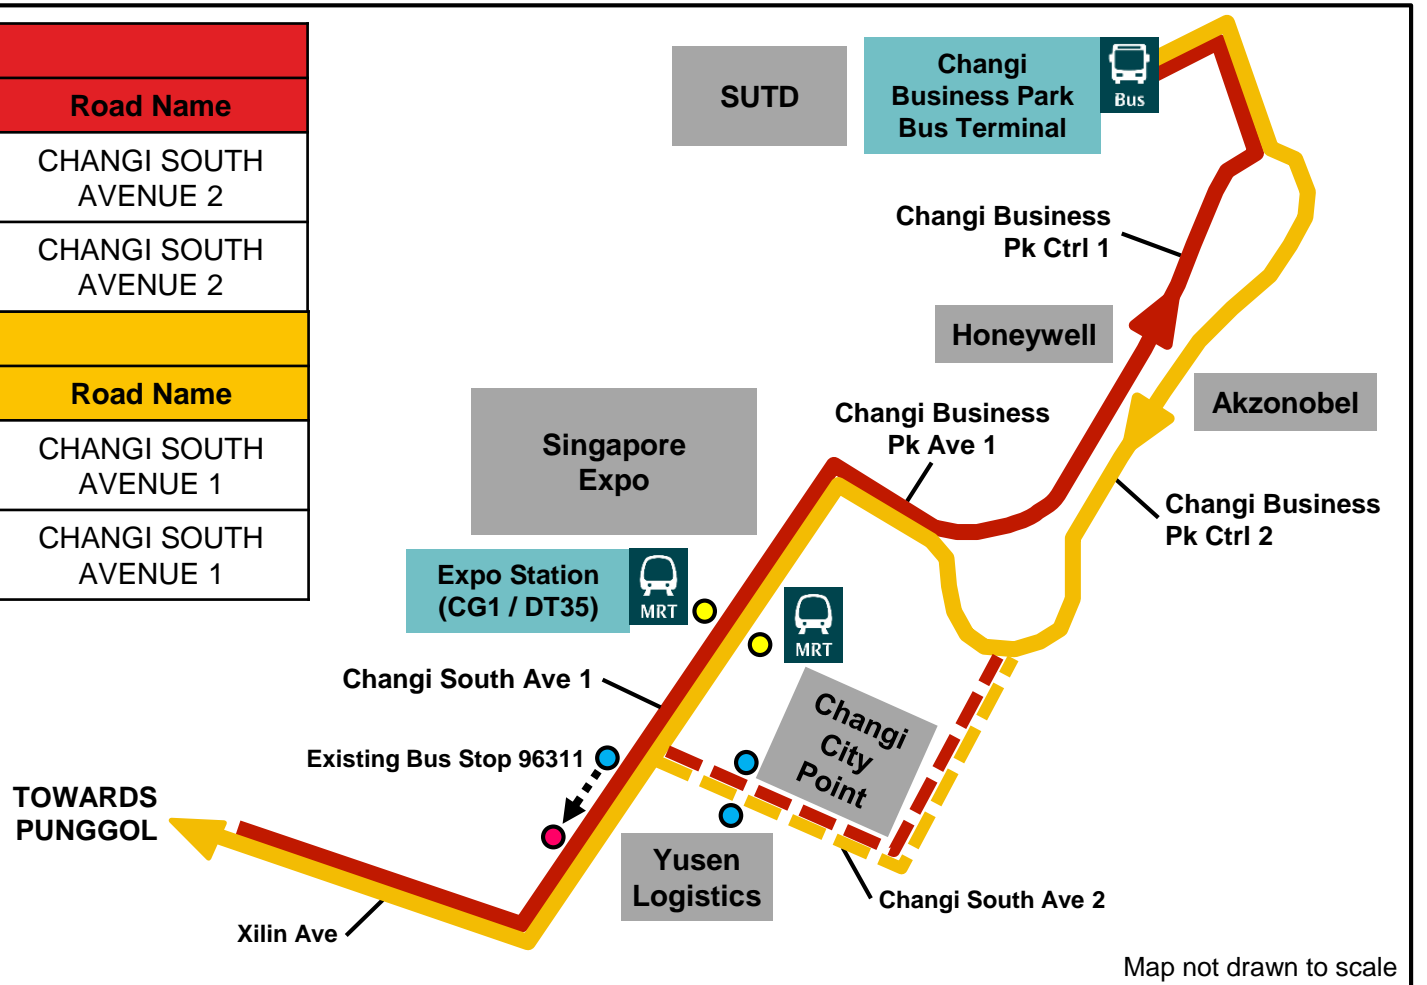 Road Name
CHANGI SOUTH
AVENUE 2
CHANGI SOUTH
AVENUE 2
Road Name
CHANGI SOUTH
AVENUE 1
CHANGI SOUTH
AVENUE 1
SUTD
Changi
Business Park
Bus Terminal
Bus
Changi Business
Pk Ctrl 1
Honeywell
Akzonobel
Changi Business
Pk Ave 1
Singapore
Expo
Changi Business
Pk Ctrl 2
Expo Station
(CG1 / DT35)
MRT
MRT
Changi South Ave 1
Changi
City
Point
Existing Bus Stop 96311
TOWARDS
PUNGGOL
Yusen
Logistics
Changi South Ave 2
Xilin Ave
Map not drawn to scale